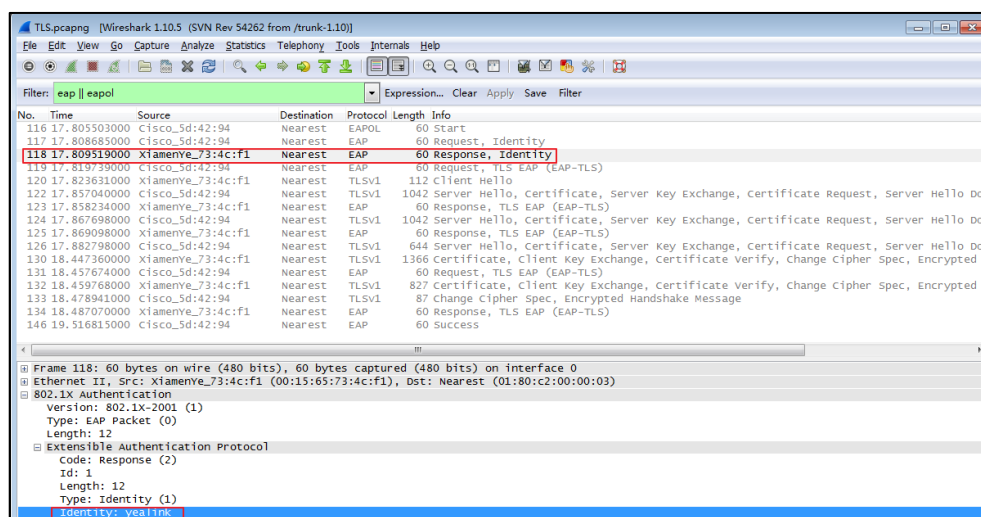 TLS.pcapng [Wireshark 1.10.5 (SVN Rev 54262 from /trunk-1.10)]
File Edit View Go Capture Analyze Statistics Telephony Tools Internals Help
Filter: eap || eapol Expression... Clear Apply Save Filter
No. Time Source Destination Protocol Length Info
116 17.805503000 Cisco_5d:42:94 Nearest EAPOL 60 Start
117 17.808685000 Cisco_5d:42:94 Nearest EAP 60 Request, Identity
118 17.809519000 XiamenYe_73:4c:f1 Nearest EAP 60 Response, Identity
119 17.819739000 Cisco_5d:42:94 Nearest EAP 60 Request, TLS EAP (EAP-TLS)
120 17.823631000 XiamenYe_73:4c:f1 Nearest TLSv1 112 Client Hello
122 17.857040000 Cisco_5d:42:94 Nearest TLSv1 1042 Server Hello, Certificate, Server Key Exchange, Certificate Request, Server Hello Do
123 17.858234000 XiamenYe_73:4c:f1 Nearest EAP 60 Response, TLS EAP (EAP-TLS)
124 17.867698000 Cisco_5d:42:94 Nearest TLSv1 1042 Server Hello, Certificate, Server Key Exchange, Certificate Request, Server Hello Do
125 17.869098000 XiamenYe_73:4c:f1 Nearest EAP 60 Response, TLS EAP (EAP-TLS)
126 17.882798000 Cisco_5d:42:94 Nearest TLSv1 644 Server Hello, Certificate, Server Key Exchange, Certificate Request, Server Hello Do
130 18.447360000 XiamenYe_73:4c:f1 Nearest TLSv1 1366 Certificate, Client Key Exchange, Certificate Verify, Change Cipher Spec, Encrypted
131 18.457674000 Cisco_5d:42:94 Nearest EAP 60 Request, TLS EAP (EAP-TLS)
132 18.459768000 XiamenYe_73:4c:f1 Nearest TLSv1 827 Certificate, Client Key Exchange, Certificate Verify, Change Cipher Spec, Encrypted
133 18.478941000 Cisco_5d:42:94 Nearest TLSv1 87 Change Cipher Spec, Encrypted Handshake Message
134 18.487070000 XiamenYe_73:4c:f1 Nearest EAP 60 Response, TLS EAP (EAP-TLS)
146 19.516815000 Cisco_5d:42:94 Nearest EAP 60 Success
Frame 118: 60 bytes on wire (480 bits), 60 bytes captured (480 bits) on interface 0
Ethernet II, Src: XiamenYe_73:4c:f1 (00:15:65:73:4c:f1), Dst: Nearest (01:80:c2:00:00:03)
802.1X Authentication
Version: 802.1X-2001 (1)
Type: EAP Packet (0)
Length: 12
Extensible Authentication Protocol
Code: Response (2)
Id: 1
Length: 12
Type: Identity (1)
Identity: yealink